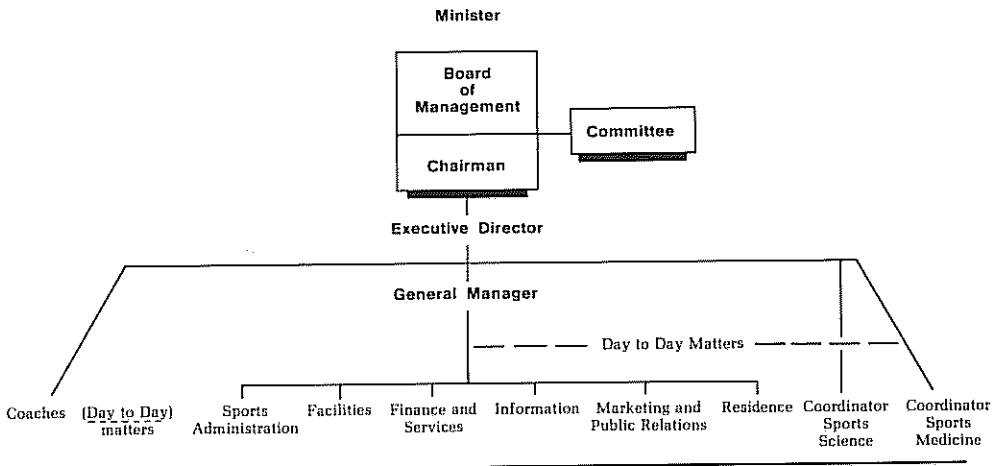 Minister
Board
of
Management
Committee
Chairman
Executive Director
General Manager
Day to Day Matters
Coaches
(Day to Day)
matters
Sports
Administration
Facilities
Finance and
Services
Information
Marketing and
Public Relations
Residence
Coordinator
Sports
Science
Coordinator
Sports
Medicine